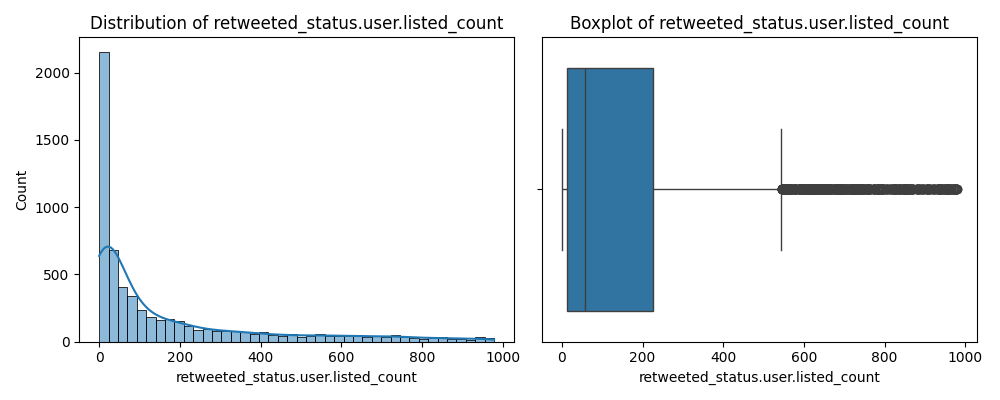 Distribution of retweeted_status.user.listed_count
Count
2000
1500
1000
500
0
0 200 400 600 800 1000
retweeted_status.user.listed_count
Boxplot of retweeted_status.user.listed_count
0 200 400 600 800 1000
retweeted_status.user.listed_count